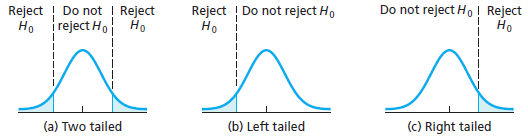 Reject Do not Reject
H0 reject H0 H0
(a) Two tailed
Reject Do not reject H0
H0
(b) Left tailed
Do not reject H0 Reject
H0
(c) Right tailed